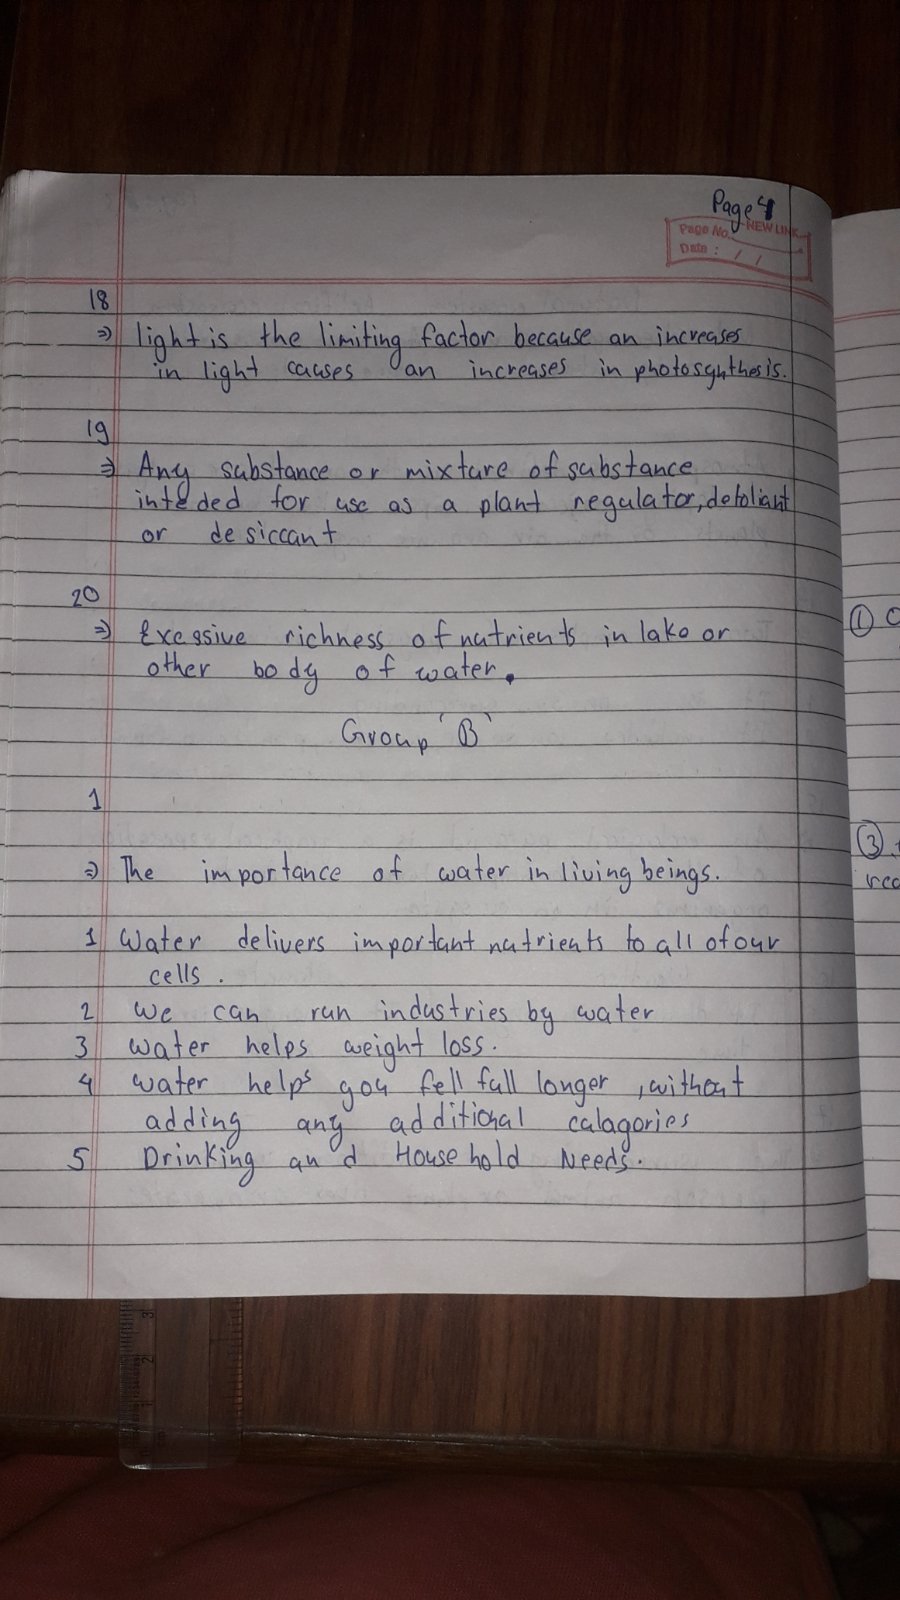 Page 4
NEW LINK
Page No.
Date : / /
18
⇒ light is the limiting factor because an increases
in light causes an increases in photosynthesis.
19
⇒ Any substance or mixture of substance
inteded for use as a plant regulator, defoliant
or desiccant
20
⇒ Exessive richness of nutrients in lake or
other body of water.
Group 'B'
1
⇒ The importance of water in living beings.
1 Water delivers important nutrients to all of our
cells.
2 We can run industries by water
3 water helps weight loss.
4 water helps you fell full longer, without
adding any additional calagories
5 Drinking and House hold Needs.
①
③